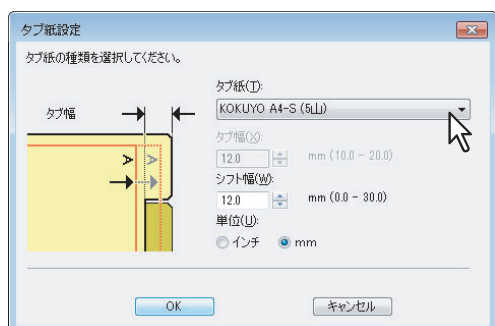 タブ紙設定
タブ紙の種類を選択してください。
タブ紙(T):
KOKUYO A4-S (5山)
タブ幅
タブ幅(X):
12.0 mm (10.0 - 20.0)
シフト幅(W):
12.0 mm (0.0 - 30.0)
単位(U):
インチ mm
A A
OK キャンセル